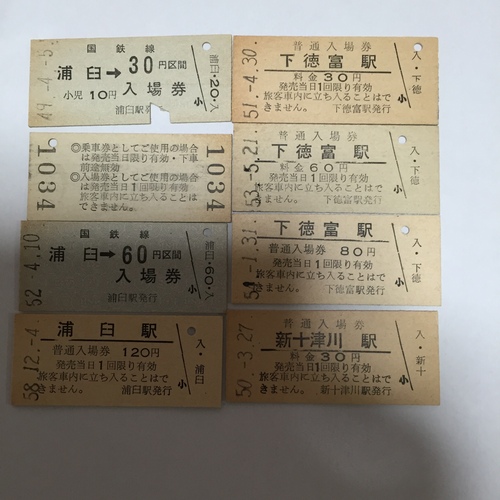 49.-4.-5
国鉄線
浦臼→30円区間
小児10円 入場券
浦臼駅発行
浦臼・20・入
小
1034
◎乗車券としてご使用の場合
は発売当日限り有効・下車
前途無効
◎入場券としてご使用の場合
は発売当日1回限り有効
旅客車内に立ち入ることは
できません。
1034
52.-4.10
国鉄線
浦臼→60円区間
入場券
浦臼駅発行
浦臼・60・入
小
58.12.-4
浦臼駅
普通入場券 120円
発売当日1回限り有効
旅客車内に立ち入ることはで
きません。 浦臼駅発行
入・浦臼
小
51.-4.30.
普通入場券
下徳富駅
料金30円
発売当日1回限り有効
旅客車内に立ち入ることはで
きません。 下徳富駅発行
入・下徳
小
53.-5.21.
普通入場券
下徳富駅
料金60円
発売当日1回限り有効
旅客車内に立ち入ることはで
きません。 下徳富駅発行
入・下徳
小
下徳富駅
普通入場券 80円
発売当日1回限り有効
旅客車内に立ち入ることはで
きません。 下徳富駅発行
入・下徳
小
50.-3.27.
普通入場券
新十津川駅
料金30円
発売当日1回限り有効
旅客車内に立ち入ることはで
きません。 新十津川駅発行
入・新十
小